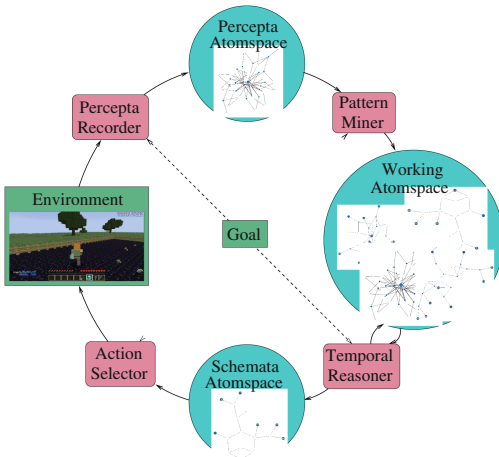 Percepta
Atomspace
Percepta
Recorder
Pattern
Miner
Environment
Working
Atomspace
Goal
Action
Selector
Schemata
Atomspace
Temporal
Reasoner